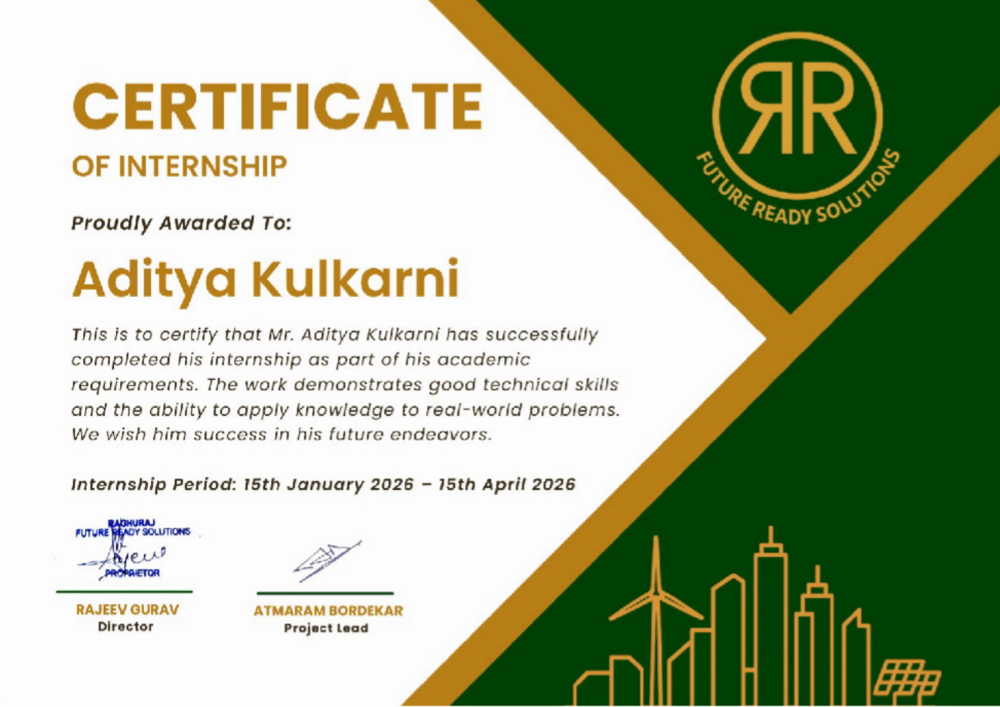 CERTIFICATE
OF INTERNSHIP
Proudly Awarded To:
Aditya Kulkarni
This is to certify that Mr. Aditya Kulkarni has successfully
completed his internship as part of his academic
requirements. The work demonstrates good technical skills
and the ability to apply knowledge to real-world problems.
We wish him success in his future endeavors.
Internship Period: 15th January 2026 – 15th April 2026
RAGHURAJ
FUTURE READY SOLUTIONS
PROPRIETOR
RAJEEV GURAV
Director
ATMARAM BORDEKAR
Project Lead
RR
FUTURE READY SOLUTIONS